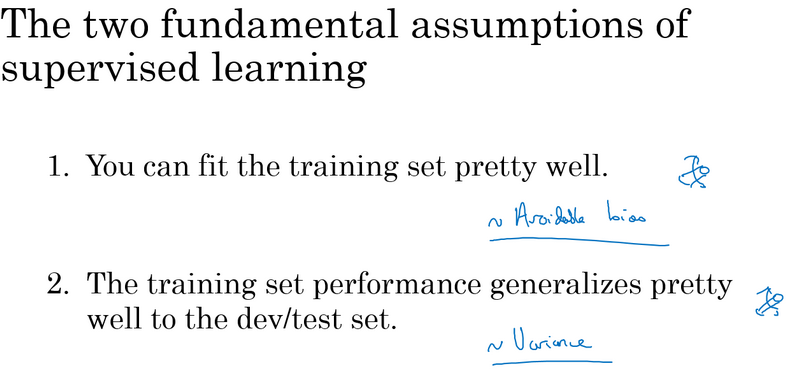 The two fundamental assumptions of
supervised learning
1. You can fit the training set pretty well.
~ Avoidable bias
2. The training set performance generalizes pretty
well to the dev/test set.
~ Variance